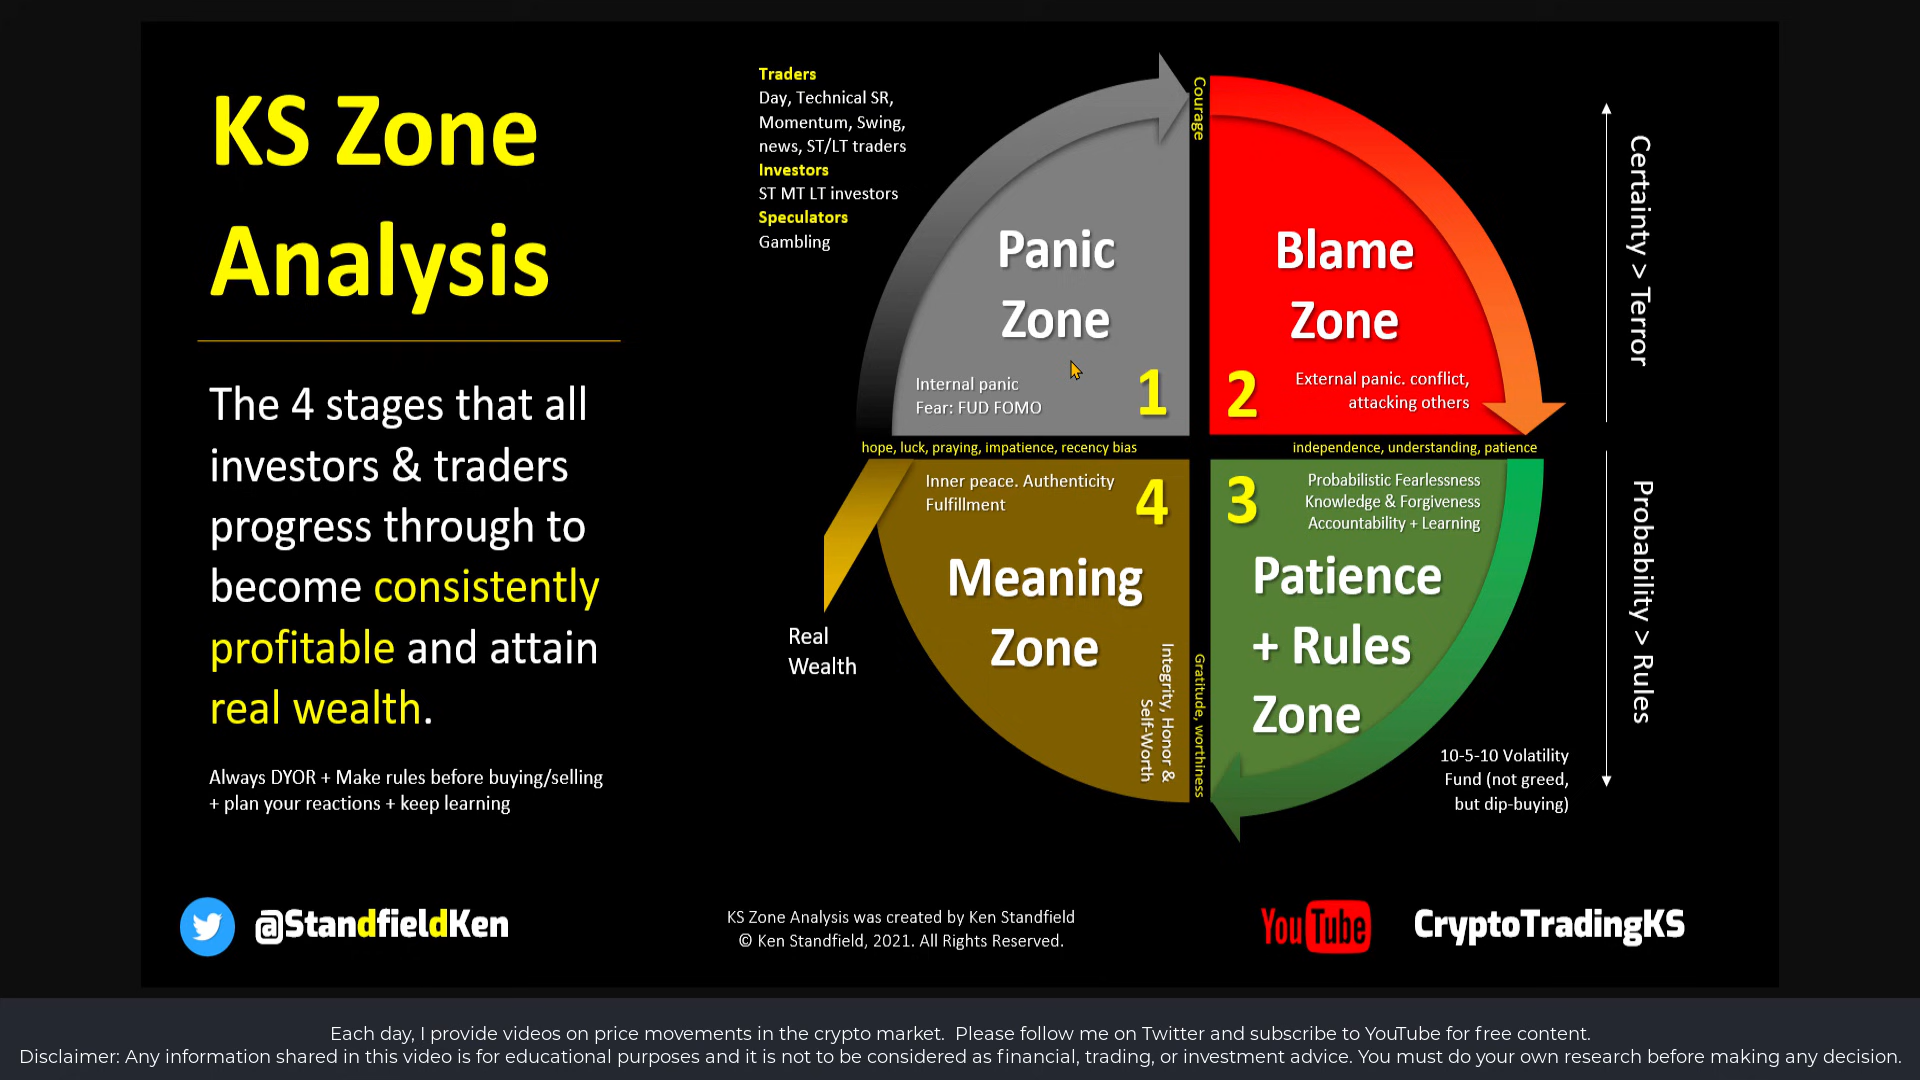 KS Zone
Analysis
The 4 stages that all
investors & traders
progress through to
become consistently
profitable and attain
real wealth.
Always DYOR + Make rules before buying/selling
+ plan your reactions + keep learning
Traders
Day, Technical SR,
Momentum, Swing,
news, ST/LT traders
Investors
ST MT LT investors
Speculators
Gambling
Panic
Zone
Internal panic
Fear: FUD FOMO
1
Courage
Blame
Zone
2
External panic. conflict,
attacking others
hope, luck, praying, impatience, recency bias
independence, understanding, patience
Inner peace. Authenticity
Fulfillment
4
Meaning
Zone
Integrity, Honor &
Self-Worth
Gratitude, worthiness
3
Probabilistic Fearlessness
Knowledge & Forgiveness
Accountability + Learning
Patience
+ Rules
Zone
Real
Wealth
10-5-10 Volatility
Fund (not greed,
but dip-buying)
Certainty > Terror
Probability > Rules
@StandfieldKen
KS Zone Analysis was created by Ken Standfield
© Ken Standfield, 2021. All Rights Reserved.
YouTube
CryptoTradingKS
Each day, I provide videos on price movements in the crypto market. Please follow me on Twitter and subscribe to YouTube for free content.
Disclaimer: Any information shared in this video is for educational purposes and it is not to be considered as financial, trading, or investment advice. You must do your own research before making any decision.